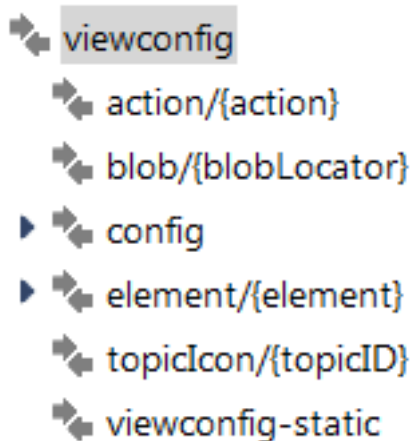 viewconfig
action/{action}
blob/{blobLocator}
config
element/{element}
topicIcon/{topicID}
viewconfig-static